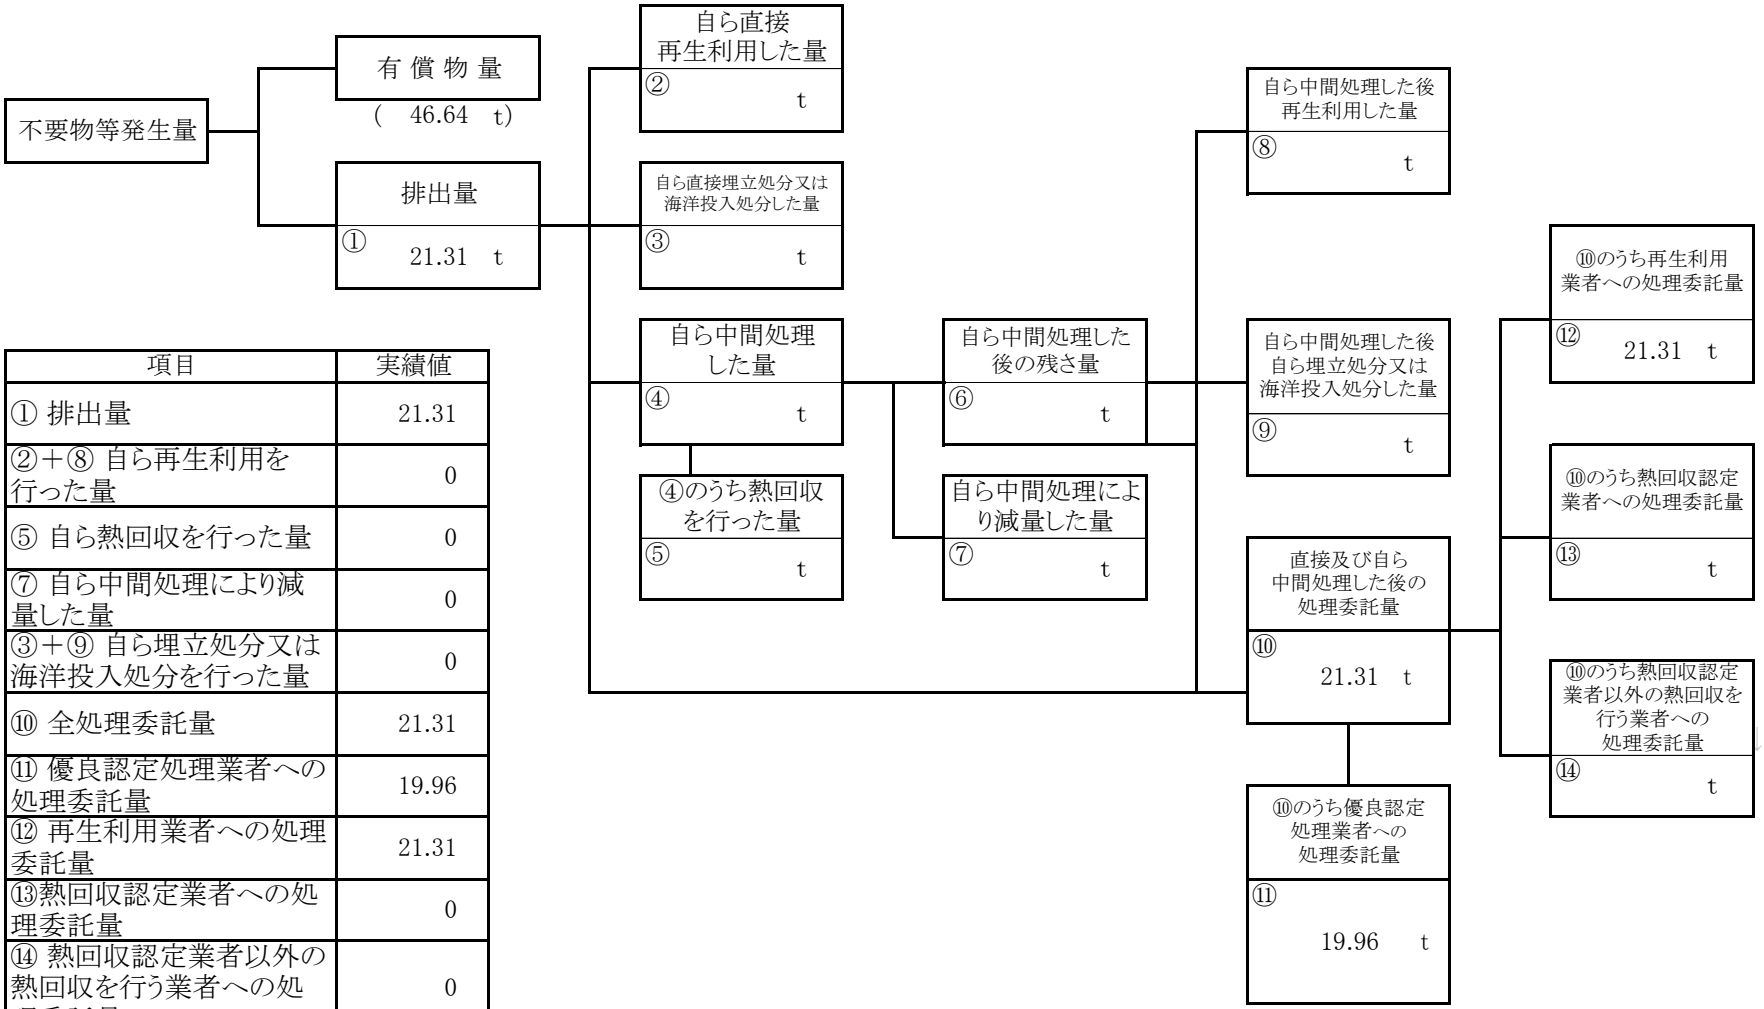 不要物等発生量
有償物量
( 46.64 t)
排出量
① 21.31 t
自ら直接
再生利用した量
② t
自ら直接埋立処分又は
海洋投入処分した量
③ t
自ら中間処理
した量
④ t
④のうち熱回収
を行った量
⑤ t
自ら中間処理した
後の残さ量
⑥ t
自ら中間処理によ
り減量した量
⑦ t
自ら中間処理した後
再生利用した量
⑧ t
自ら中間処理した後
自ら埋立処分又は
海洋投入処分した量
⑨ t
直接及び自ら
中間処理した後の
処理委託量
⑩
21.31 t
⑩のうち優良認定
処理業者への
処理委託量
⑪
19.96 t
⑩のうち再生利用
業者への処理委託量
⑫ 21.31 t
⑩のうち熱回収認定
業者への処理委託量
⑬ t
⑩のうち熱回収認定
業者以外の熱回収を
行う業者への
処理委託量
⑭ t
項目 実績値
① 排出量 21.31
②＋⑧ 自ら再生利用を
行った量 0
⑤ 自ら熱回収を行った量 0
⑦ 自ら中間処理により減
量した量 0
③＋⑨ 自ら埋立処分又は
海洋投入処分を行った量 0
⑩ 全処理委託量 21.31
⑪ 優良認定処理業者への
処理委託量 19.96
⑫ 再生利用業者への処理
委託量 21.31
⑬熱回収認定業者への処
理委託量 0
⑭ 熱回収認定業者以外の
熱回収を行う業者への処 0